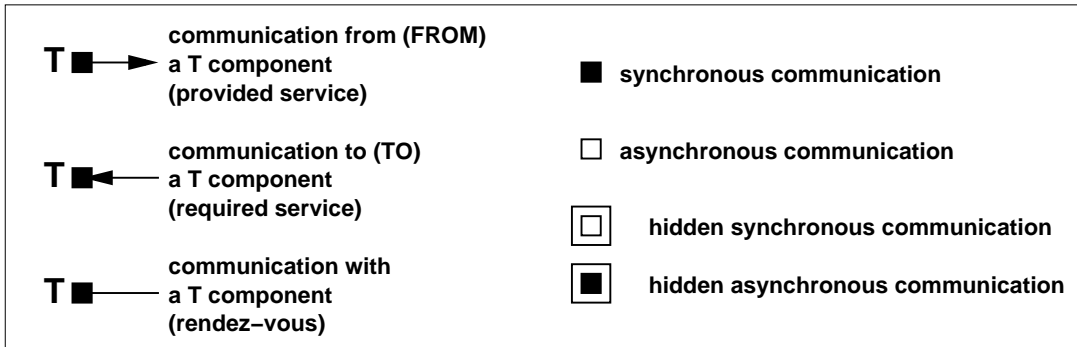 communication from (FROM)
T a T component
(provided service)
communication to (TO)
T a T component
(required service)
communication with
T a T component
(rendez−vous)
synchronous communication
asynchronous communication
hidden synchronous communication
hidden asynchronous communication